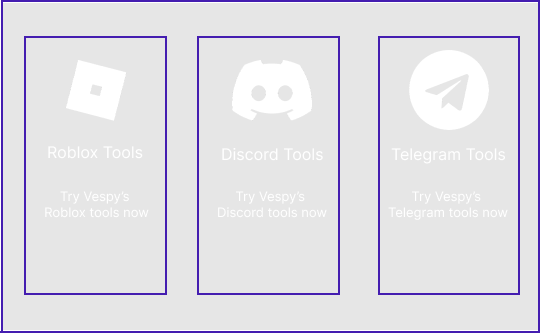 Roblox Tools
Try Vespy's
Roblox tools now
Discord Tools
Try Vespy's
Discord tools now
Telegram Tools
Try Vespy's
Telegram tools now